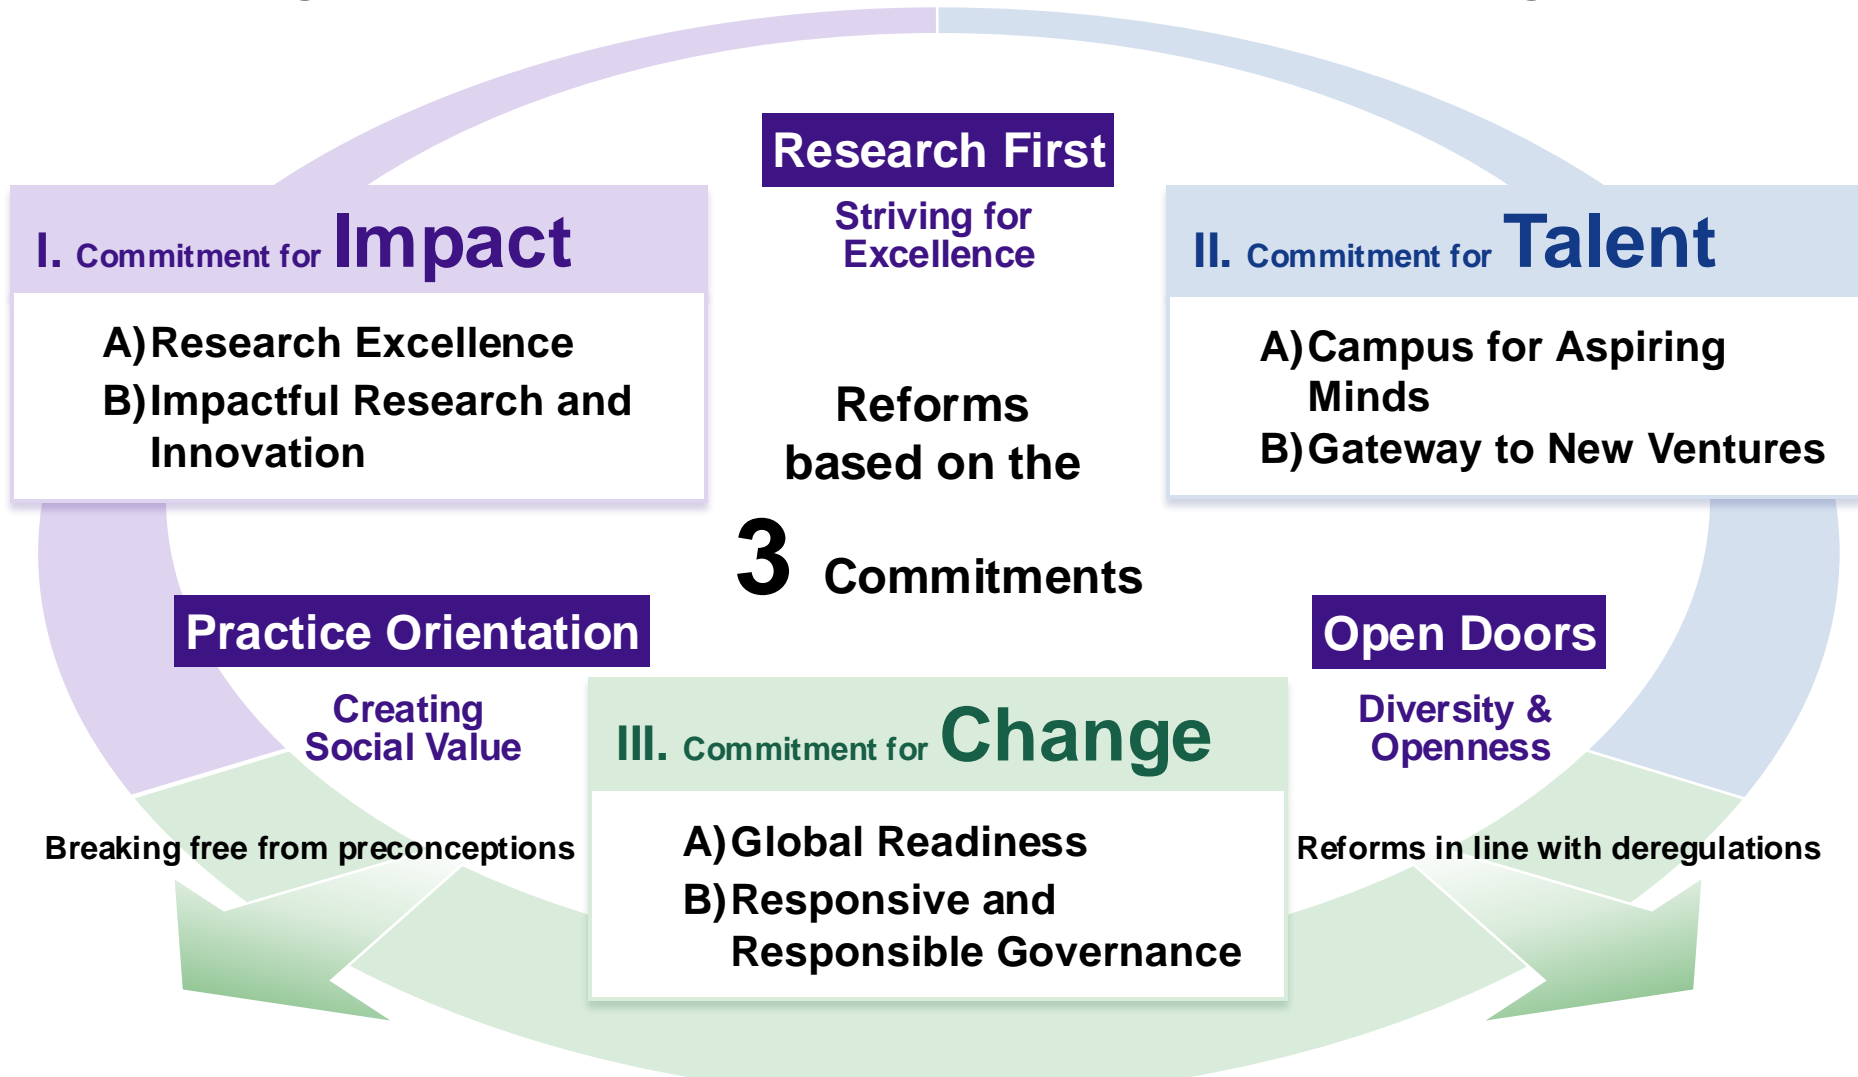 Research First
Striving for
Excellence
I. Commitment for Impact
A) Research Excellence
B) Impactful Research and
Innovation
II. Commitment for Talent
A) Campus for Aspiring
Minds
B) Gateway to New Ventures
Reforms
based on the
3 Commitments
Practice Orientation
Creating
Social Value
Open Doors
Diversity &
Openness
III. Commitment for Change
A) Global Readiness
B) Responsive and
Responsible Governance
Breaking free from preconceptions
Reforms in line with deregulations